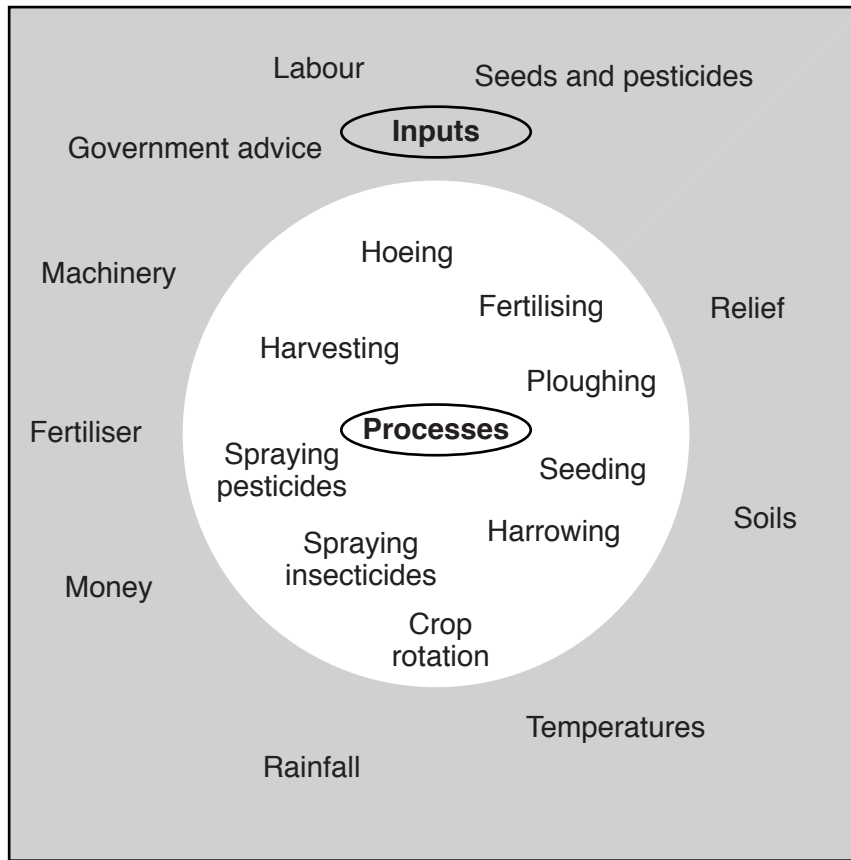 Labour
Seeds and pesticides
Inputs
Government advice
Hoeing
Machinery
Fertilising
Relief
Harvesting
Ploughing
Fertiliser
Processes
Spraying
pesticides
Seeding
Soils
Harrowing
Spraying
insecticides
Money
Crop
rotation
Temperatures
Rainfall